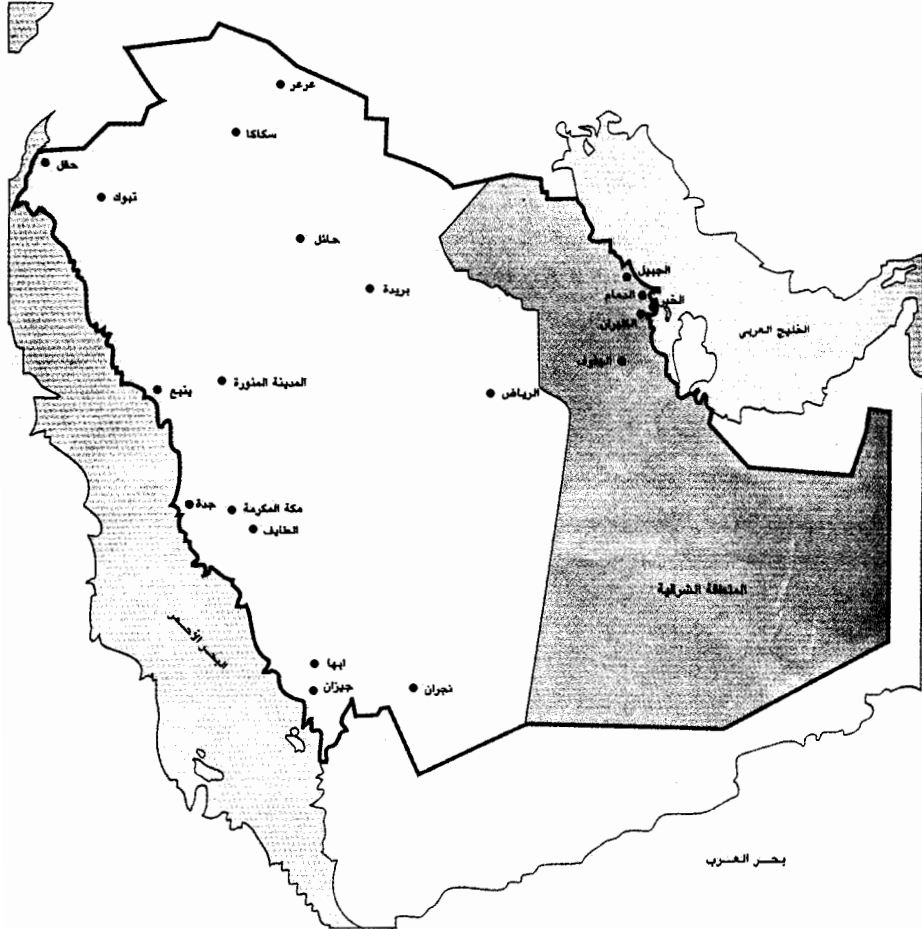 عرعر
سكاكا
حقل
تبوك
حائل
الجبيل
بريدة
الدمام
الخبر
الظهران
الخليج العربي
الهفوف
المدينة المنورة
ينبع
الرياض
جدة
مكة المكرمة
الطايف
المنطقة الشرقية
البحر الأحمر
ابها
جيزان
نجران
بحر العرب